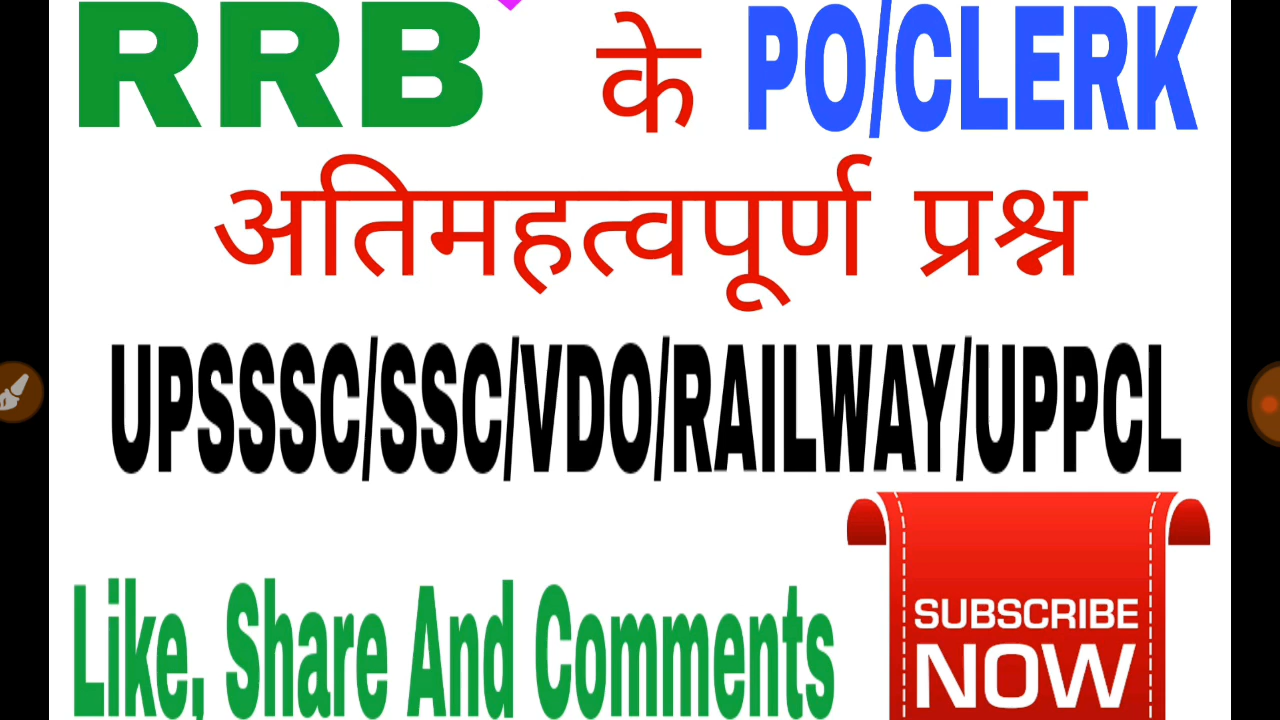 RRB के PO/CLERK
अतिमहत्वपूर्ण प्रश्न
UPSSSC/SSC/VDO/RAILWAY/UPPCL
Like, Share And Comments
SUBSCRIBE
NOW